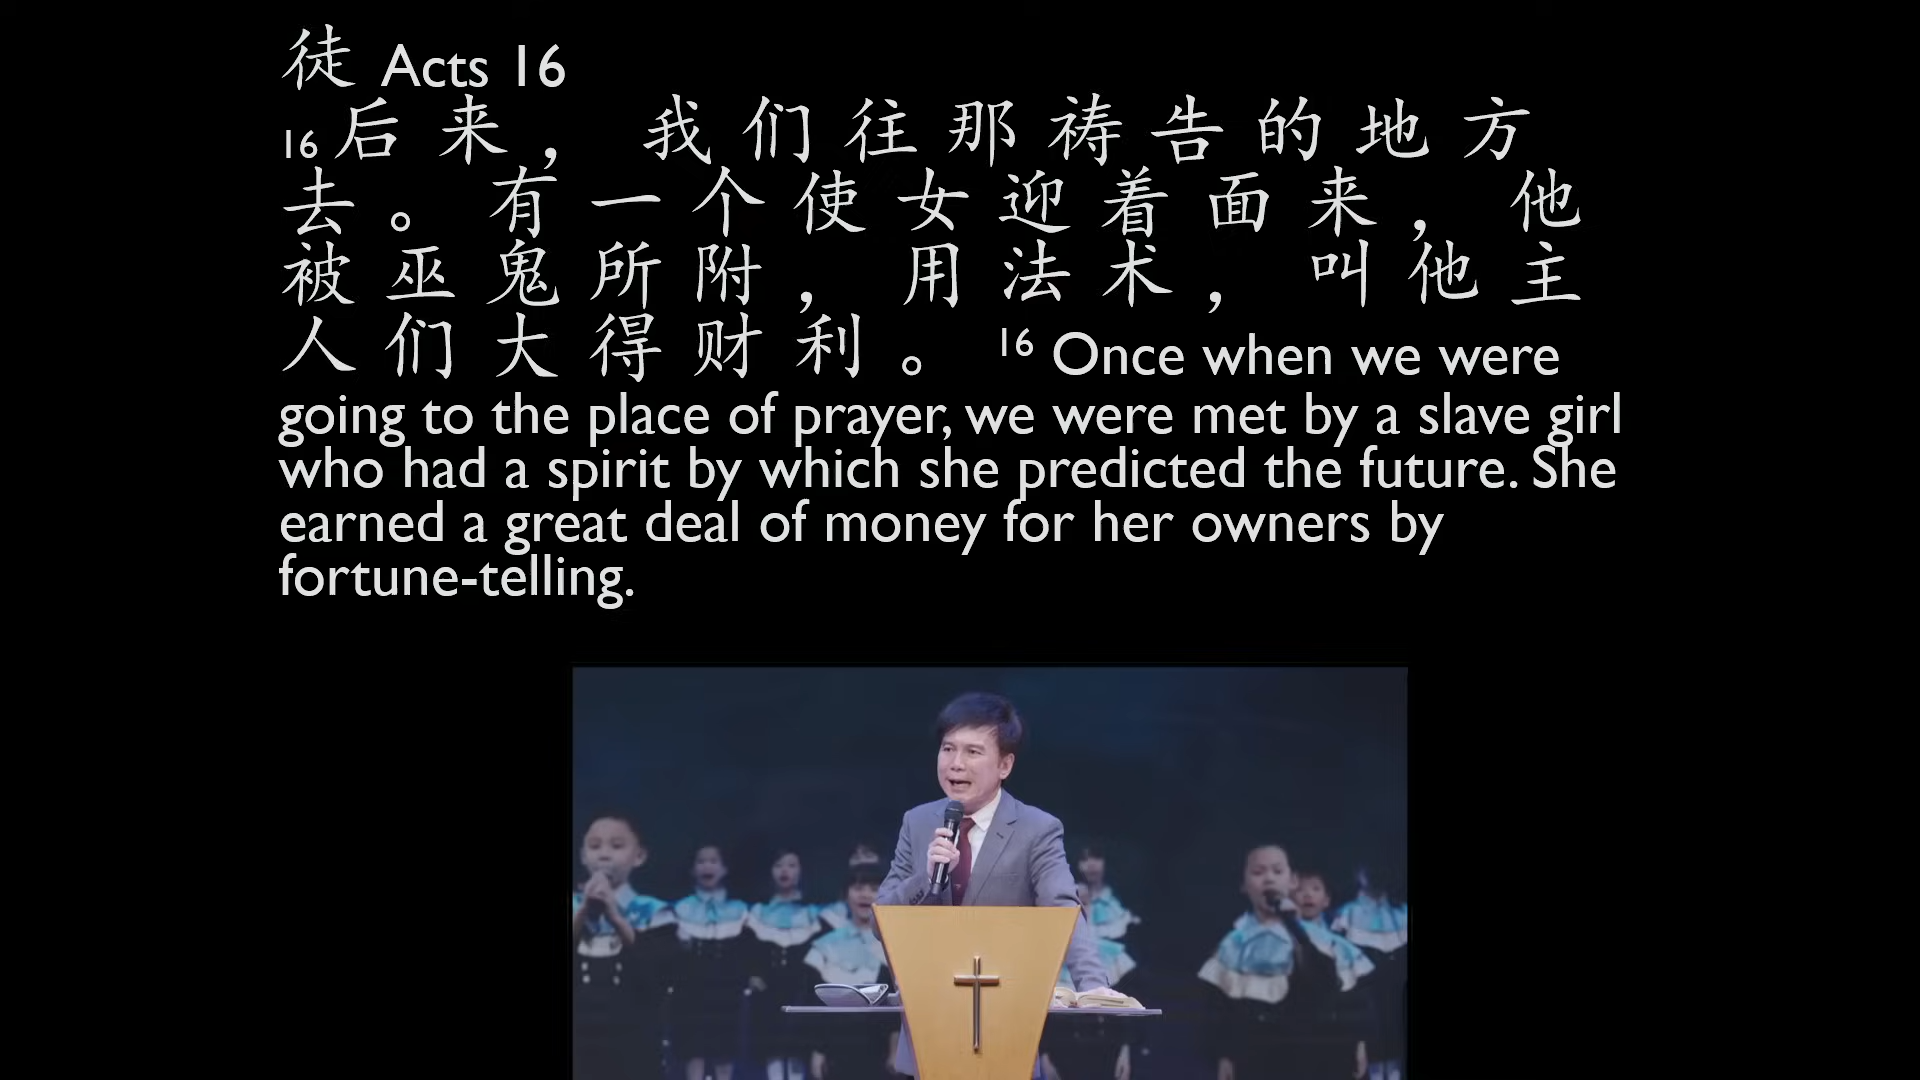 徒 Acts 16
16 后来， 我们往那祷告的地方
去。有一个使女迎着面来， 他
被巫鬼所附， 用法术， 叫他主
人们大得财利。 16 Once when we were
going to the place of prayer, we were met by a slave girl
who had a spirit by which she predicted the future. She
earned a great deal of money for her owners by
fortune-telling.